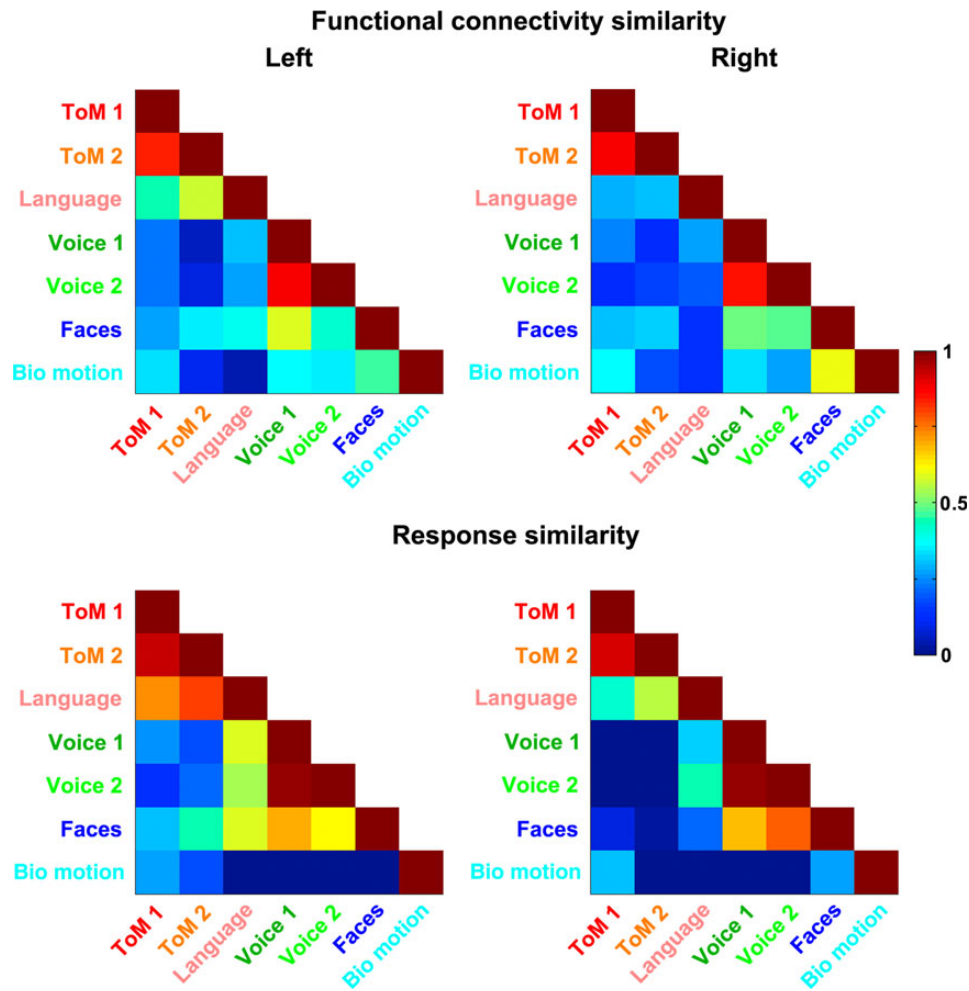 Functional connectivity similarity
Left
Right
ToM 1
ToM 2
Language
Voice 1
Voice 2
Faces
Bio motion
ToM 1
ToM 2
Language
Voice 1
Voice 2
Faces
Bio motion
ToM 1
ToM 2
Language
Voice 1
Voice 2
Faces
Bio motion
ToM 1
ToM 2
Language
Voice 1
Voice 2
Faces
Bio motion
1
0.5
0
Response similarity
ToM 1
ToM 2
Language
Voice 1
Voice 2
Faces
Bio motion
ToM 1
ToM 2
Language
Voice 1
Voice 2
Faces
Bio motion
ToM 1
ToM 2
Language
Voice 1
Voice 2
Faces
Bio motion
ToM 1
ToM 2
Language
Voice 1
Voice 2
Faces
Bio motion